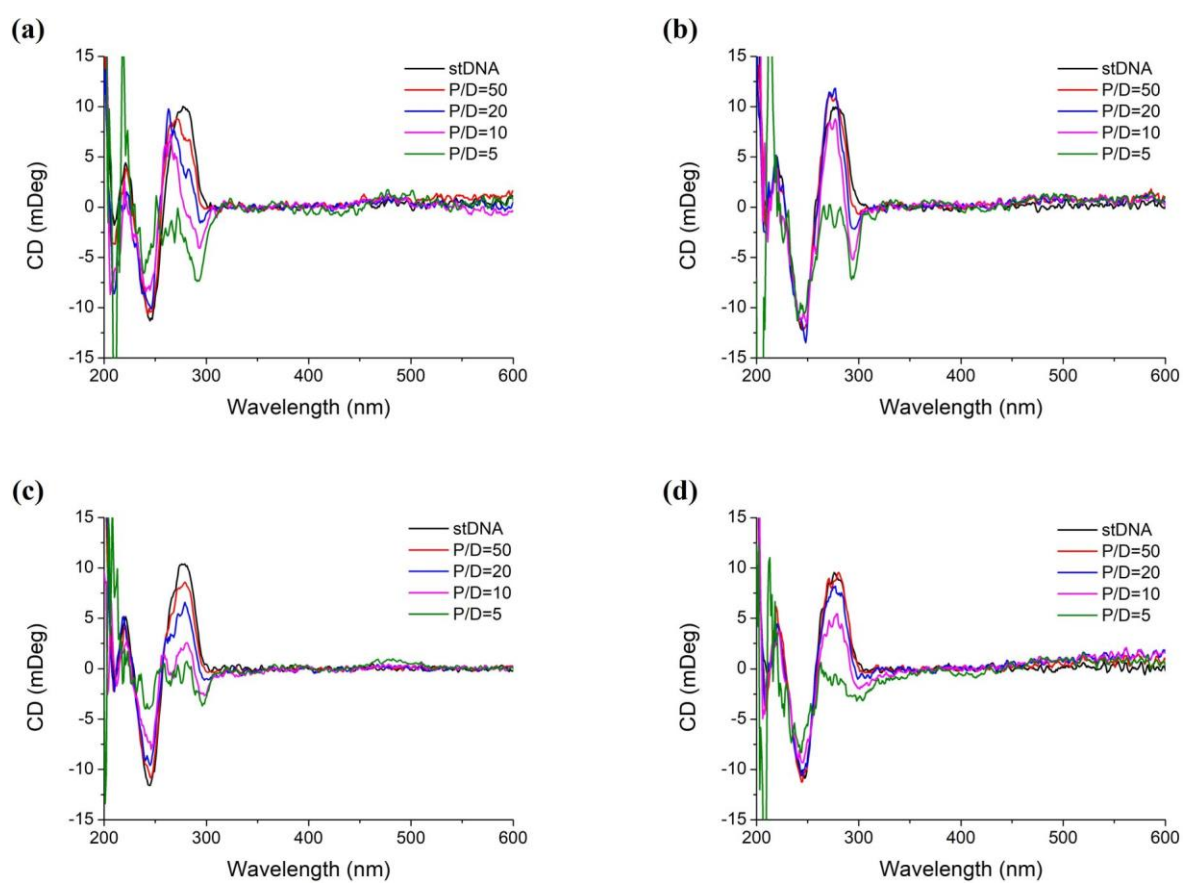 (a)
15
10
5
0
-5
-10
-15
CD (mDeg)
stDNA
P/D=50
P/D=20
P/D=10
P/D=5
200 300 400 500 600
Wavelength (nm)
(b)
15
10
5
0
-5
-10
-15
CD (mDeg)
stDNA
P/D=50
P/D=20
P/D=10
P/D=5
200 300 400 500 600
Wavelength (nm)
(c)
15
10
5
0
-5
-10
-15
CD (mDeg)
stDNA
P/D=50
P/D=20
P/D=10
P/D=5
200 300 400 500 600
Wavelength (nm)
(d)
15
10
5
0
-5
-10
-15
CD (mDeg)
stDNA
P/D=50
P/D=20
P/D=10
P/D=5
200 300 400 500 600
Wavelength (nm)